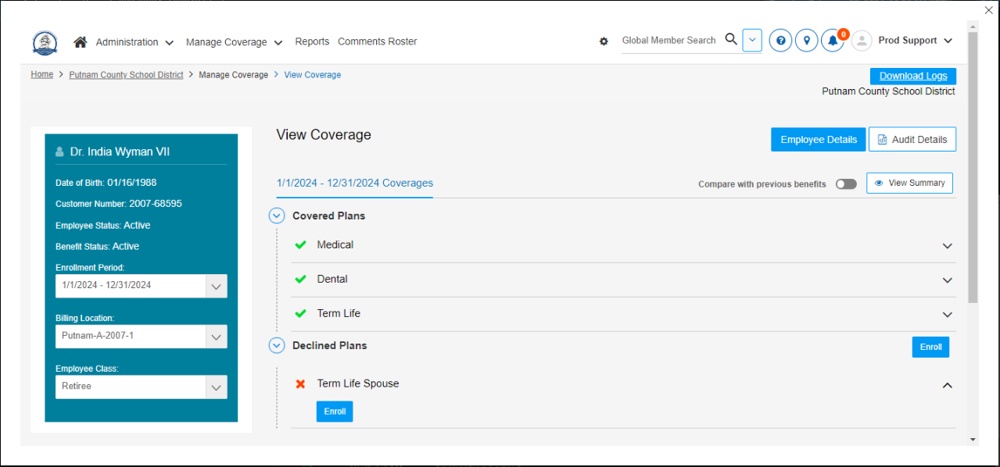 Administration Manage Coverage Reports Comments Roster Global Member Search 0 Prod Support
Home > Putnam County School District > Manage Coverage > View Coverage
Download Logs
Putnam County School District
Dr. India Wyman VII
Date of Birth: 01/16/1988
Customer Number: 2007-68595
Employee Status: Active
Benefit Status: Active
Enrollment Period:
1/1/2024 - 12/31/2024
Billing Location:
Putnam-A-2007-1
Employee Class:
Retiree
View Coverage
Employee Details Audit Details
1/1/2024 - 12/31/2024 Coverages Compare with previous benefits View Summary
Covered Plans
Medical
Dental
Term Life
Declined Plans Enroll
Term Life Spouse
Enroll